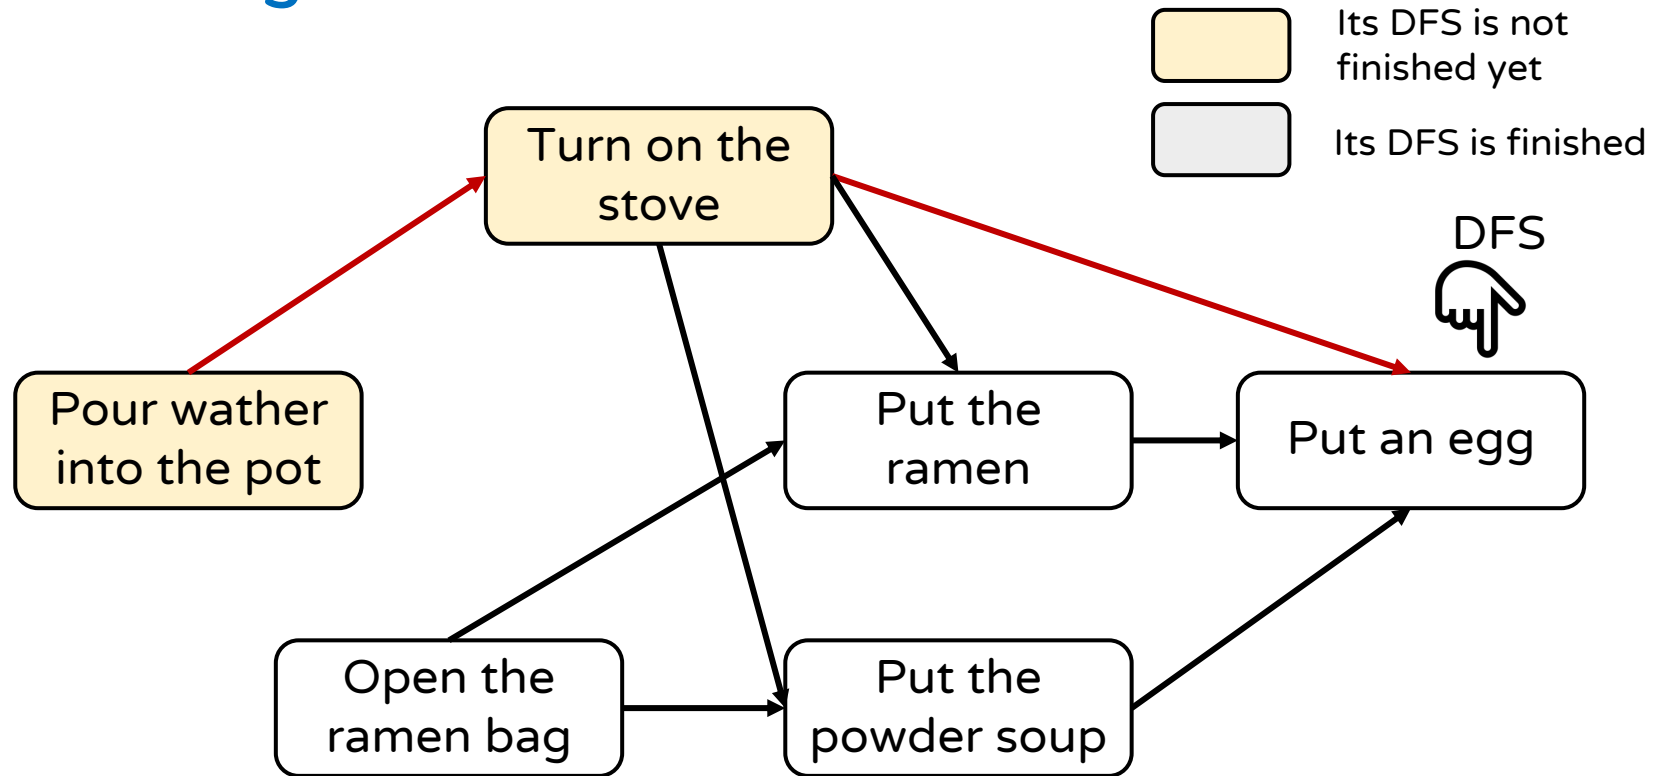 Its DFS is not
finished yet
Its DFS is finished
Turn on the
stove
DFS
Pour wather
into the pot
Put the
ramen
Put an egg
Open the
ramen bag
Put the
powder soup